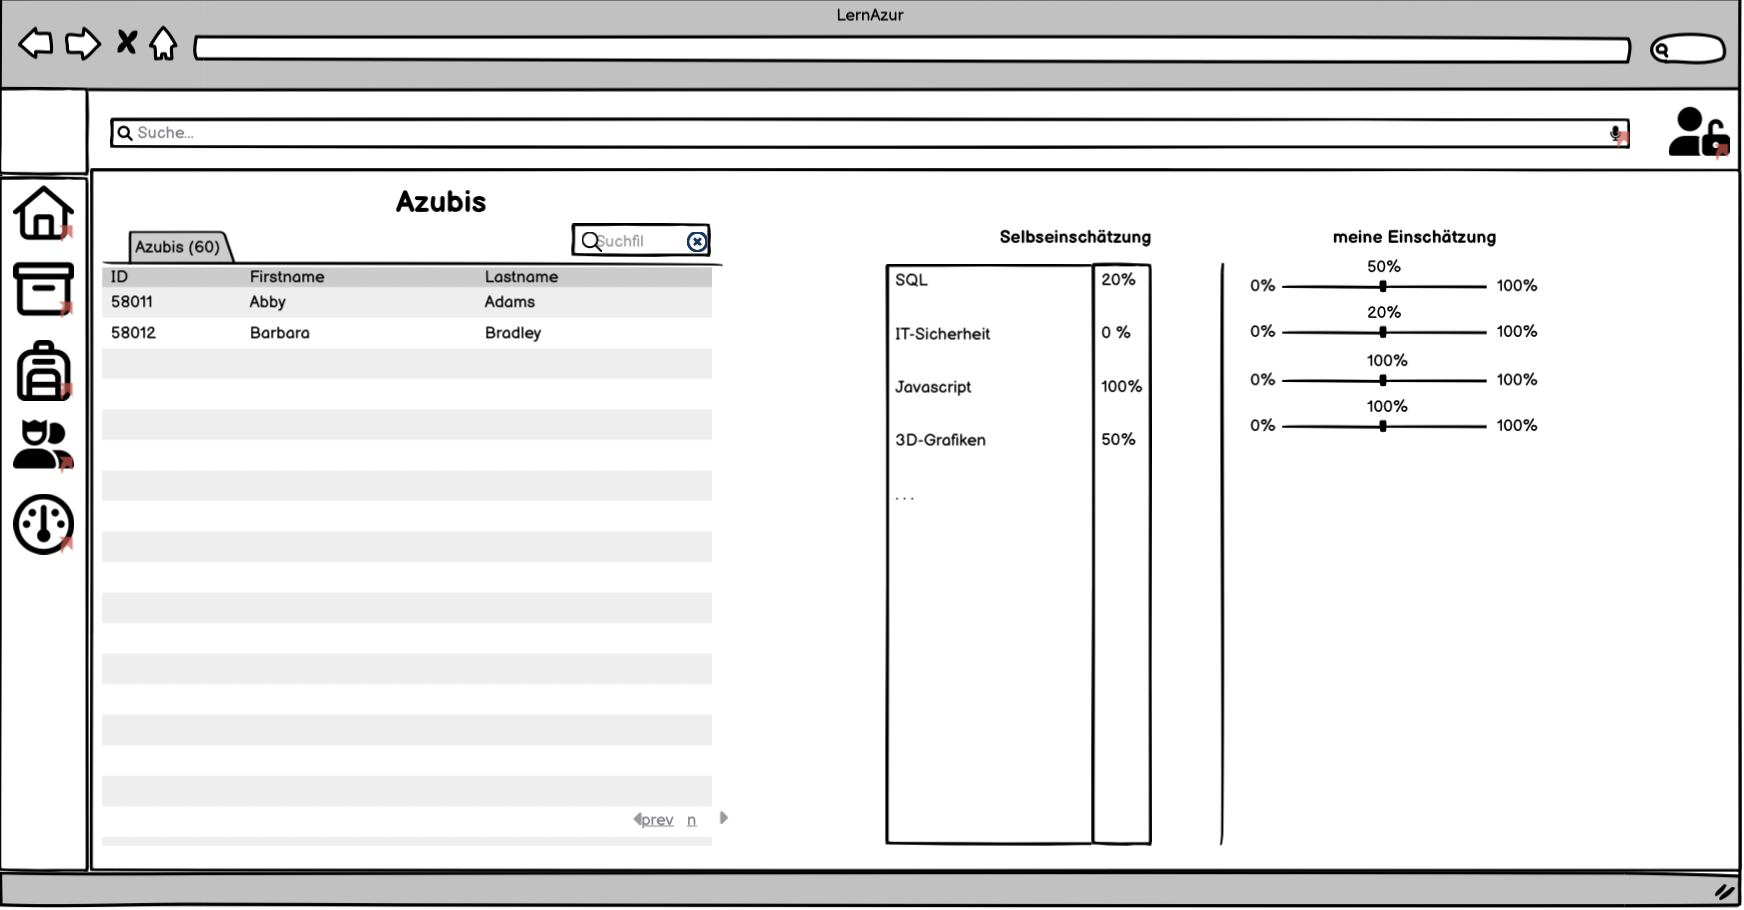 LernAzur
Suche...
Azubis
Azubis (60)
Suchfil
ID Firstname Lastname
58011 Abby Adams
58012 Barbara Bradley
prev n
Selbseinschätzung
SQL 20%
IT-Sicherheit 0 %
Javascript 100%
3D-Grafiken 50%
...
meine Einschätzung
50%
0% 100%
20%
0% 100%
100%
0% 100%
100%
0% 100%